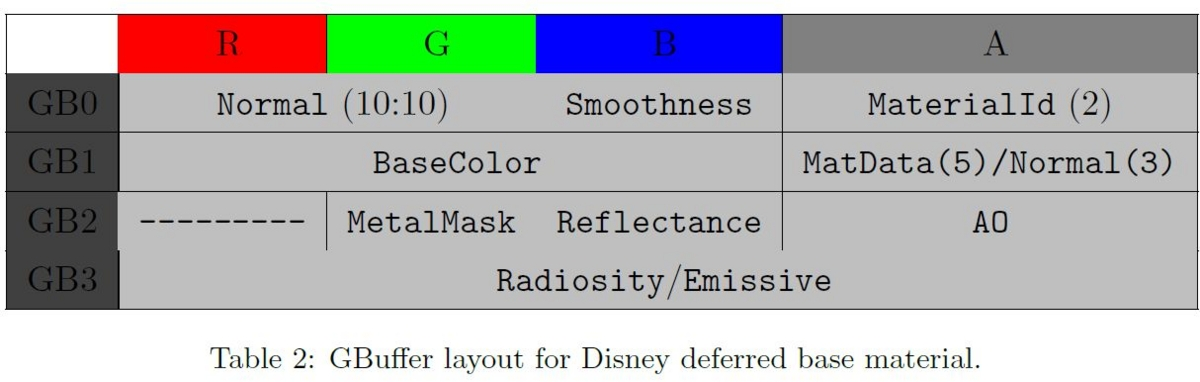 R G B A
GB0 Normal (10:10) Smoothness MaterialId (2)
GB1 BaseColor MatData(5)/Normal(3)
GB2 --------- MetalMask Reflectance AO
GB3 Radiosity/Emissive
Table 2: GBuffer layout for Disney deferred base material.